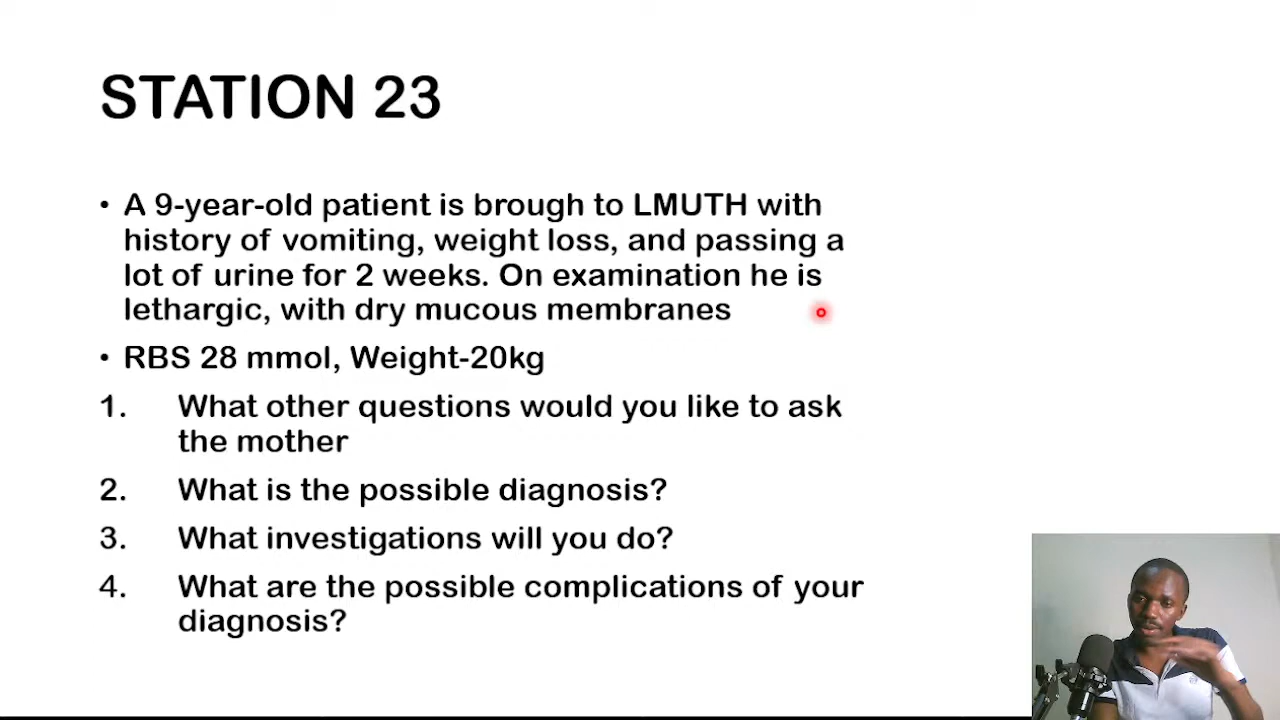 STATION 23
• A 9-year-old patient is brough to LMUTH with
history of vomiting, weight loss, and passing a
lot of urine for 2 weeks. On examination he is
lethargic, with dry mucous membranes
• RBS 28 mmol, Weight-20kg
1. What other questions would you like to ask
the mother
2. What is the possible diagnosis?
3. What investigations will you do?
4. What are the possible complications of your
diagnosis?